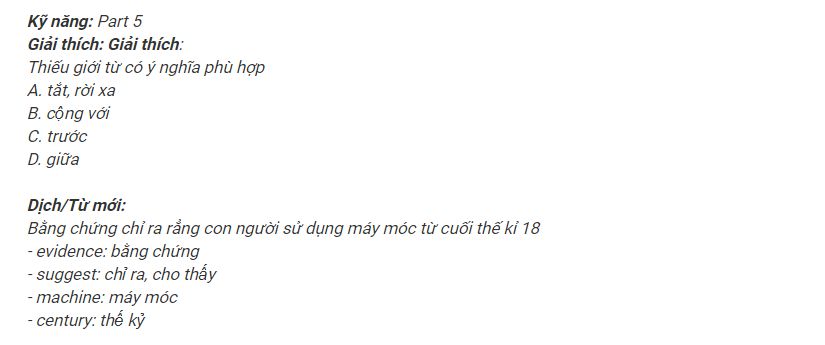 Kỹ năng: Part 5
Giải thích: Giải thích:
Thiếu giới từ có ý nghĩa phù hợp
A. tắt, rời xa
B. cộng với
C. trước
D. giữa
Dịch/Từ mới:
Bằng chứng chỉ ra rẳng con người sử dụng máy móc từ cuối thế kỉ 18
- evidence: bằng chứng
- suggest: chỉ ra, cho thấy
- machine: máy móc
- century: thế kỷ